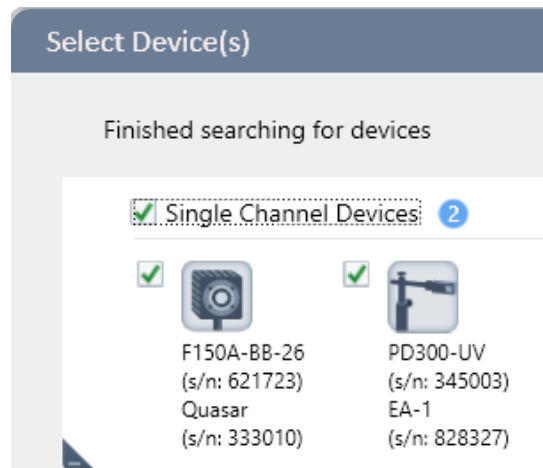 Select Device(s)
Finished searching for devices
Single Channel Devices 2
F150A-BB-26
(s/n: 621723)
Quasar
(s/n: 333010)
PD300-UV
(s/n: 345003)
EA-1
(s/n: 828327)